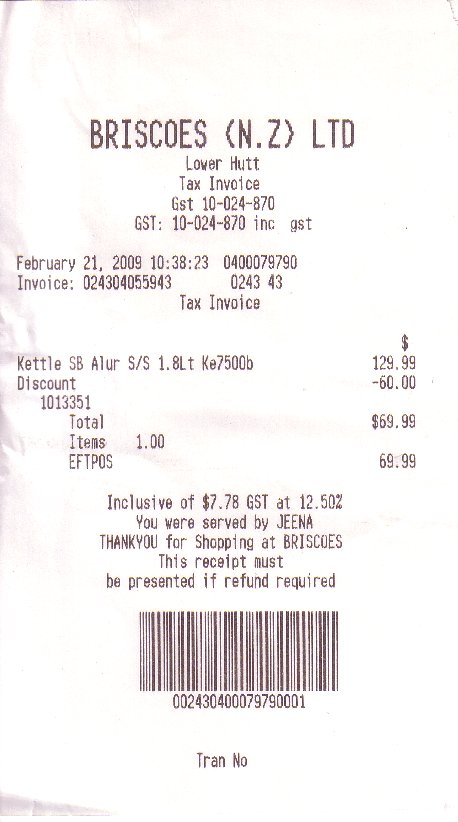 BRISCOES (N.Z) LTD
Lower Hutt
Tax Invoice
Gst 10-024-870
GST: 10-024-870 inc gst
February 21, 2009 10:38:23 0400079790
Invoice: 024304055943 0243 43
Tax Invoice
$
Kettle SB Alur S/S 1.8Lt Ke7500b 129.99
Discount -60.00
1013351
Total $69.99
Items 1.00
EFTPOS 69.99
Inclusive of $7.78 GST at 12.50%
You were served by JEENA
THANKYOU for Shopping at BRISCOES
This receipt must
be presented if refund required
002430400079790001
Tran No